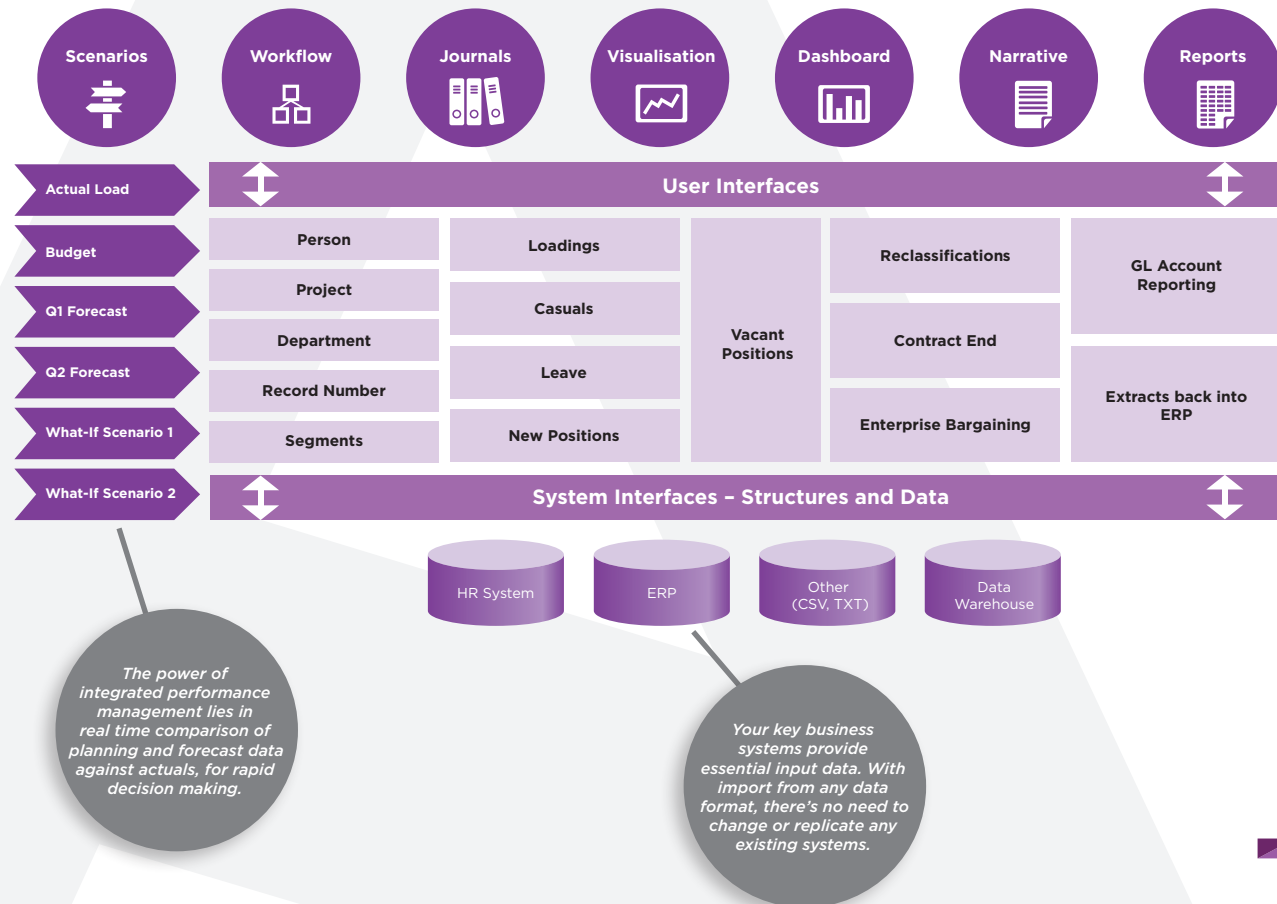 Scenarios
Workflow
Journals
Visualisation
Dashboard
Narrative
Reports
Actual Load
Budget
Q1 Forecast
Q2 Forecast
What-If Scenario 1
What-If Scenario 2
User Interfaces
Person
Project
Department
Record Number
Segments
Loadings
Casuals
Leave
New Positions
Vacant
Positions
Reclassifications
Contract End
Enterprise Bargaining
GL Account
Reporting
Extracts back into
ERP
System Interfaces – Structures and Data
HR System
ERP
Other
(CSV, TXT)
Data
Warehouse
The power of
integrated performance
management lies in
real time comparison of
planning and forecast data
against actuals, for rapid
decision making.
Your key business
systems provide
essential input data. With
import from any data
format, there's no need to
change or replicate any
existing systems.